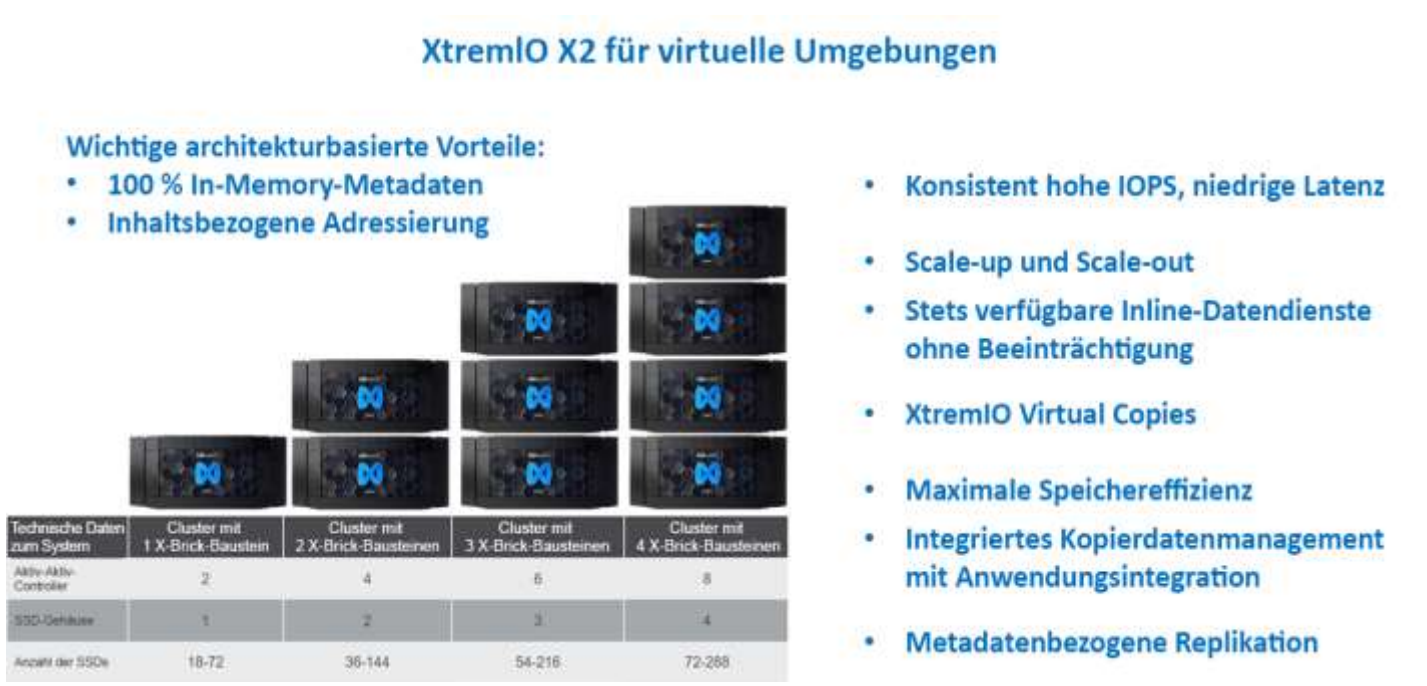 XtremIO X2 für virtuelle Umgebungen
Wichtige architekturbasierte Vorteile:
• 100 % In-Memory-Metadaten
• Inhaltsbezogene Adressierung
• Konsistent hohe IOPS, niedrige Latenz
• Scale-up und Scale-out
• Stets verfügbare Inline-Datendienste
ohne Beeinträchtigung
• XtremIO Virtual Copies
• Maximale Speichereffizienz
• Integriertes Kopierdatenmanagement
mit Anwendungsintegration
• Metadatenbezogene Replikation
Technische Daten
zum System
Cluster mit
1 X-Brick-Baustein
Cluster mit
2 X-Brick-Bausteinen
Cluster mit
3 X-Brick-Bausteinen
Cluster mit
4 X-Brick-Bausteinen
Aktiv-Aktiv-
Controller
2
4
6
8
SSD-Gehäuse
1
2
3
4
Anzahl der SSDs
18-72
36-144
54-216
72-288